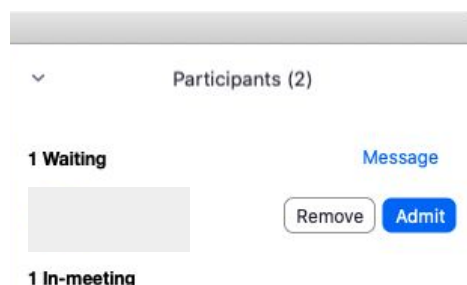 Participants (2)
1 Waiting Message
Remove Admit
1 In-meeting